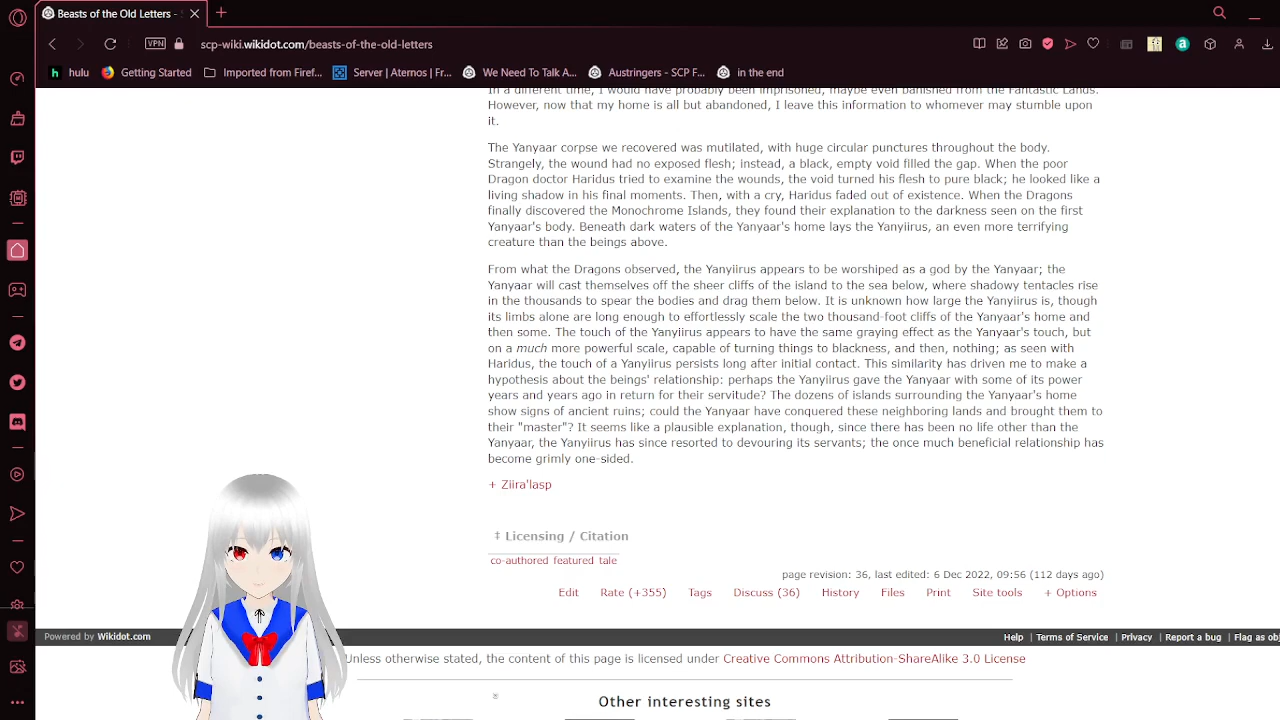 Beasts of the Old Letters -
scp-wiki.wikidot.com/beasts-of-the-old-letters
VPN
hulu
Getting Started
Imported from Firef...
Server | Aternos | Fr...
We Need To Talk A...
Austringers - SCP F...
in the end
In a different time, I would have probably been imprisoned, maybe even banished from the Fantastic Lands.
However, now that my home is all but abandoned, I leave this information to whomever may stumble upon
it.
The Yanyaar corpse we recovered was mutilated, with huge circular punctures throughout the body.
Strangely, the wound had no exposed flesh; instead, a black, empty void filled the gap. When the poor
Dragon doctor Haridus tried to examine the wounds, the void turned his flesh to pure black; he looked like a
living shadow in his final moments. Then, with a cry, Haridus faded out of existence. When the Dragons
finally discovered the Monochrome Islands, they found their explanation to the darkness seen on the first
Yanyaar's body. Beneath dark waters of the Yanyaar's home lays the Yanyiirus, an even more terrifying
creature than the beings above.
From what the Dragons observed, the Yanyiirus appears to be worshiped as a god by the Yanyaar; the
Yanyaar will cast themselves off the sheer cliffs of the island to the sea below, where shadowy tentacles rise
in the thousands to spear the bodies and drag them below. It is unknown how large the Yanyiirus is, though
its limbs alone are long enough to effortlessly scale the two thousand-foot cliffs of the Yanyaar's home and
then some. The touch of the Yanyiirus appears to have the same graying effect as the Yanyaar's touch, but
on a much more powerful scale, capable of turning things to blackness, and then, nothing; as seen with
Haridus, the touch of a Yanyiirus persists long after initial contact. This similarity has driven me to make a
hypothesis about the beings' relationship: perhaps the Yanyiirus gave the Yanyaar with some of its power
years and years ago in return for their servitude? The dozens of islands surrounding the Yanyaar's home
show signs of ancient ruins; could the Yanyaar have conquered these neighboring lands and brought them to
their "master"? It seems like a plausible explanation, though, since there has been no life other than the
Yanyaar, the Yanyiirus has since resorted to devouring its servants; the once much beneficial relationship has
become grimly one-sided.
+ Ziira'lasp
‡ Licensing / Citation
co-authored featured tale
page revision: 36, last edited: 6 Dec 2022, 09:56 (112 days ago)
Edit Rate (+355) Tags Discuss (36) History Files Print Site tools + Options
Powered by Wikidot.com
Help | Terms of Service | Privacy | Report a bug | Flag as obj
Unless otherwise stated, the content of this page is licensed under Creative Commons Attribution-ShareAlike 3.0 License
Other interesting sites